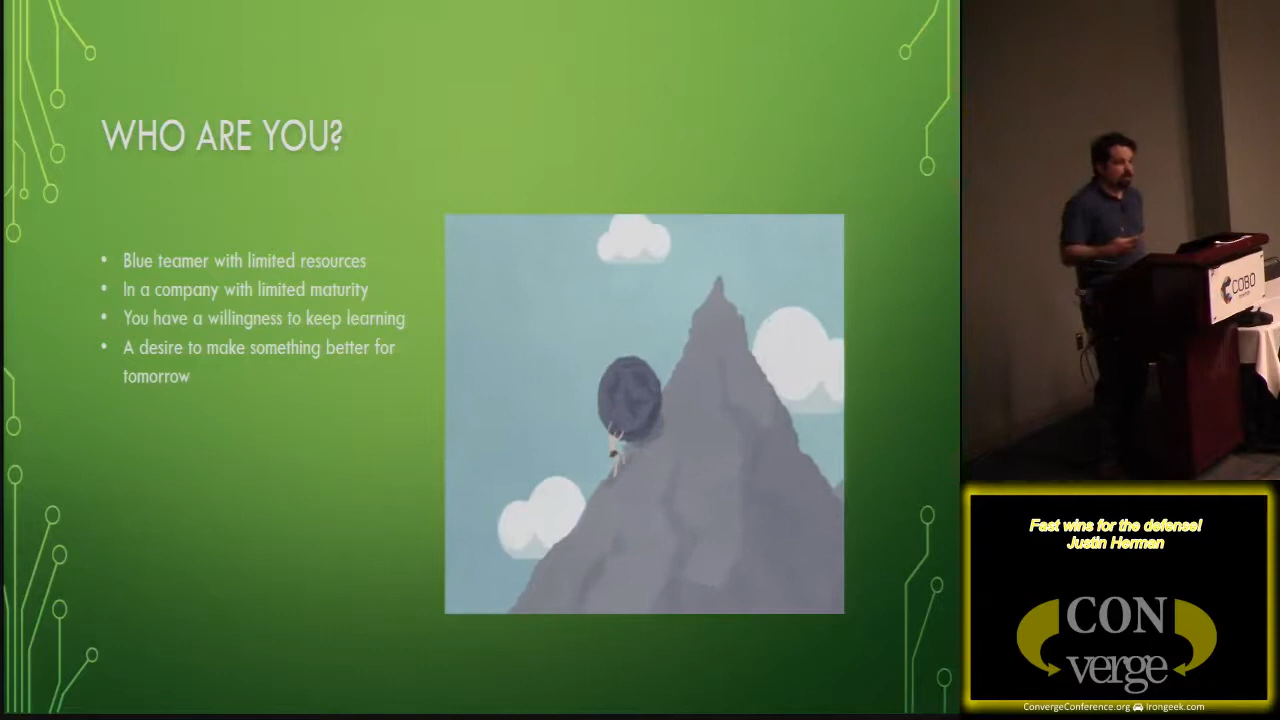 WHO ARE YOU?
• Blue teamer with limited resources
• In a company with limited maturity
• You have a willingness to keep learning
• A desire to make something better for
tomorrow
COBO
Fast wins for the defense!
Justin Herman
CON
verge
ConvergeConference.org Irongeek.com